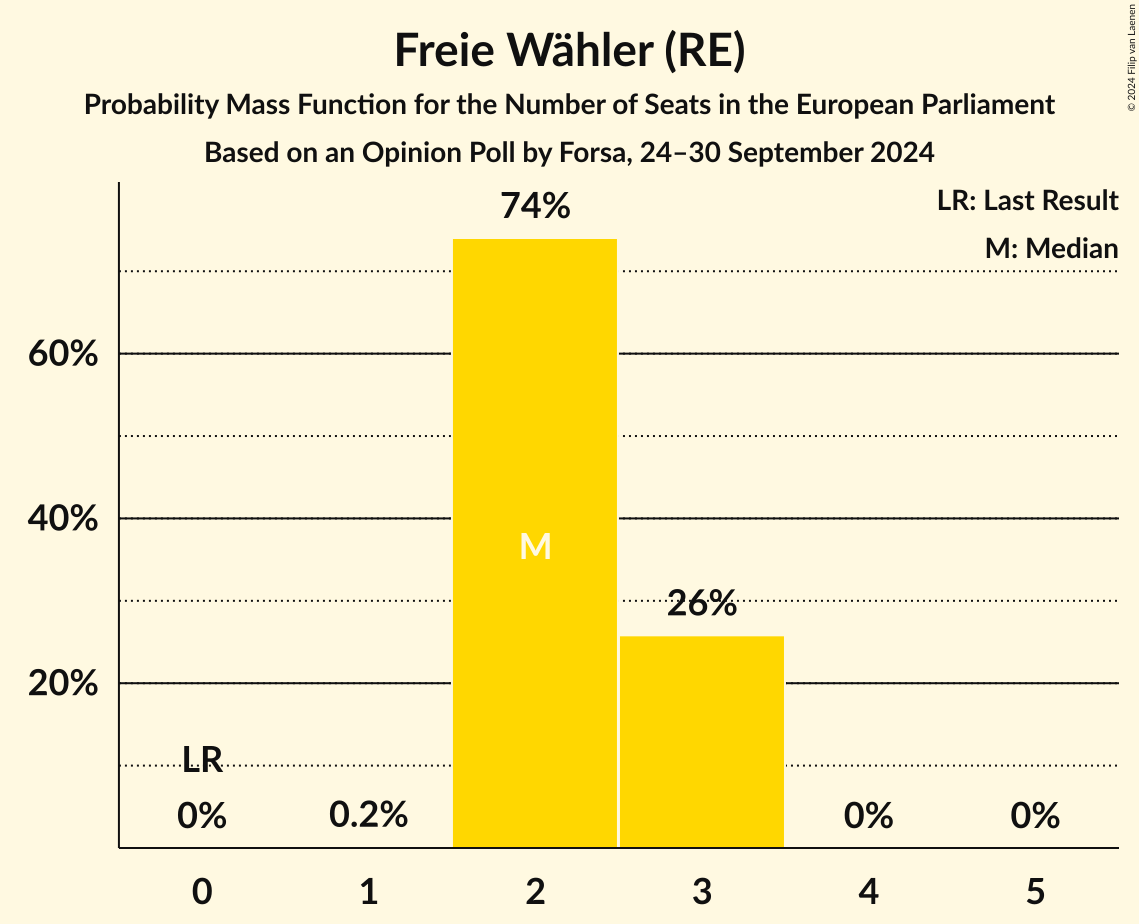 Freie Wähler (RE)
Probability Mass Function for the Number of Seats in the European Parliament
Based on an Opinion Poll by Forsa, 24–30 September 2024
© 2024 Filip van Laenen
LR: Last Result
M: Median
74%
60%
40%
M
26%
20%
LR
0%
0.2%
0%
0%
0
1
2
3
4
5